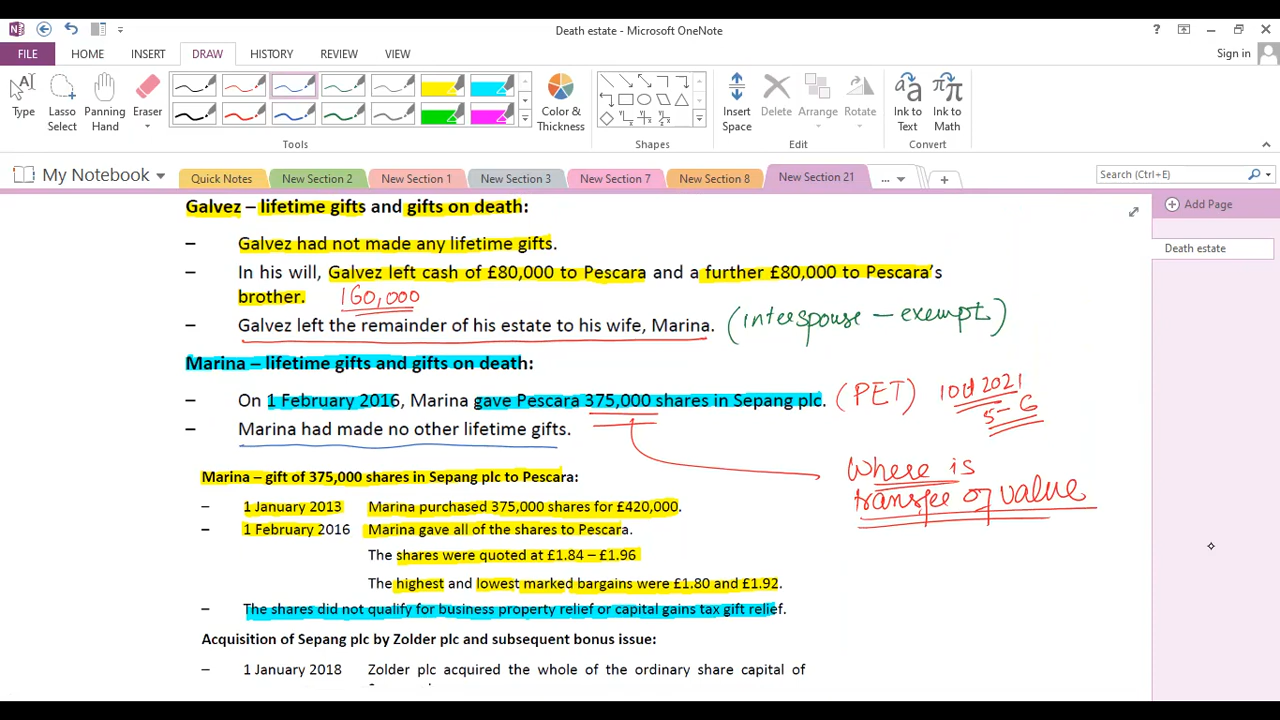 Death estate - Microsoft OneNote
FILE HOME INSERT DRAW HISTORY REVIEW VIEW Sign in
Type Lasso Select Panning Hand Eraser Color & Thickness Insert Space Delete Arrange Rotate Ink to Text Ink to Math
Tools Shapes Edit Convert
My Notebook Quick Notes New Section 2 New Section 1 New Section 3 New Section 7 New Section 8 New Section 21 ... Search (Ctrl+E)
Add Page
Death estate
Galvez – lifetime gifts and gifts on death:
– Galvez had not made any lifetime gifts.
– In his will, Galvez left cash of £80,000 to Pescara and a further £80,000 to Pescara's
brother. 160,000
– Galvez left the remainder of his estate to his wife, Marina. (interspouse – exempt)
Marina – lifetime gifts and gifts on death:
– On 1 February 2016, Marina gave Pescara 375,000 shares in Sepang plc. (PET) 1 Oct 2021
5 – 6
– Marina had made no other lifetime gifts.
Where is
transfee of value
Marina – gift of 375,000 shares in Sepang plc to Pescara:
– 1 January 2013 Marina purchased 375,000 shares for £420,000.
– 1 February 2016 Marina gave all of the shares to Pescara.
The shares were quoted at £1.84 – £1.96
The highest and lowest marked bargains were £1.80 and £1.92.
– The shares did not qualify for business property relief or capital gains tax gift relief.
Acquisition of Sepang plc by Zolder plc and subsequent bonus issue:
– 1 January 2018 Zolder plc acquired the whole of the ordinary share capital of